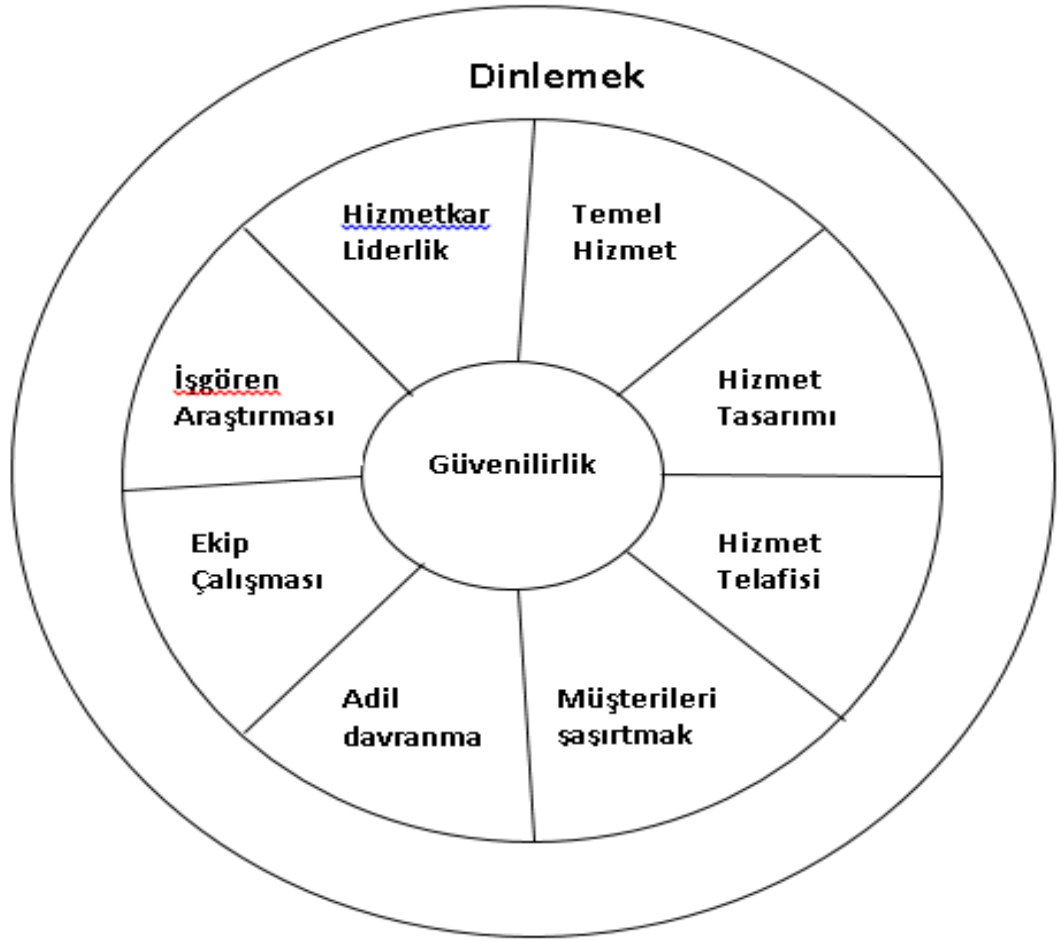 Dinlemek
Hizmetkar
Liderlik
Temel
Hizmet
İşgören
Araştırması
Hizmet
Tasarımı
Güvenilirlik
Ekip
Çalışması
Hizmet
Telafisi
Adil
davranma
Müşterileri
şaşırtmak